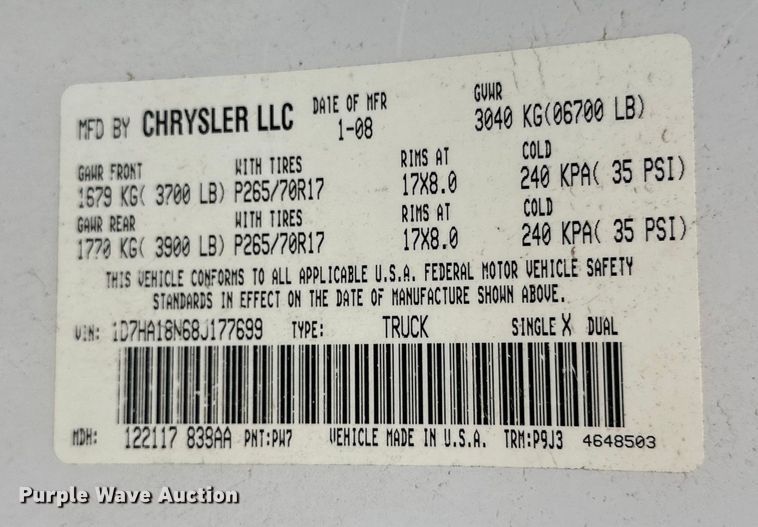 MFD BY CHRYSLER LLC DATE OF MFR 1-08 GVWR 3040 KG(06700 LB)
GAWR FRONT WITH TIRES RIMS AT COLD
1679 KG( 3700 LB) P265/70R17 17X8.0 240 KPA( 35 PSI)
GAWR REAR WITH TIRES RIMS AT COLD
1770 KG( 3900 LB) P265/70R17 17X8.0 240 KPA( 35 PSI)
THIS VEHICLE CONFORMS TO ALL APPLICABLE U.S.A. FEDERAL MOTOR VEHICLE SAFETY
STANDARDS IN EFFECT ON THE DATE OF MANUFACTURE SHOWN ABOVE.
VIN: 1D7HA18N68J177699 TYPE: TRUCK SINGLE X DUAL
MDH: 122117 839AA PNT:PW7 VEHICLE MADE IN U.S.A. TRM:P9J3 4648503
Purple Wave Auction